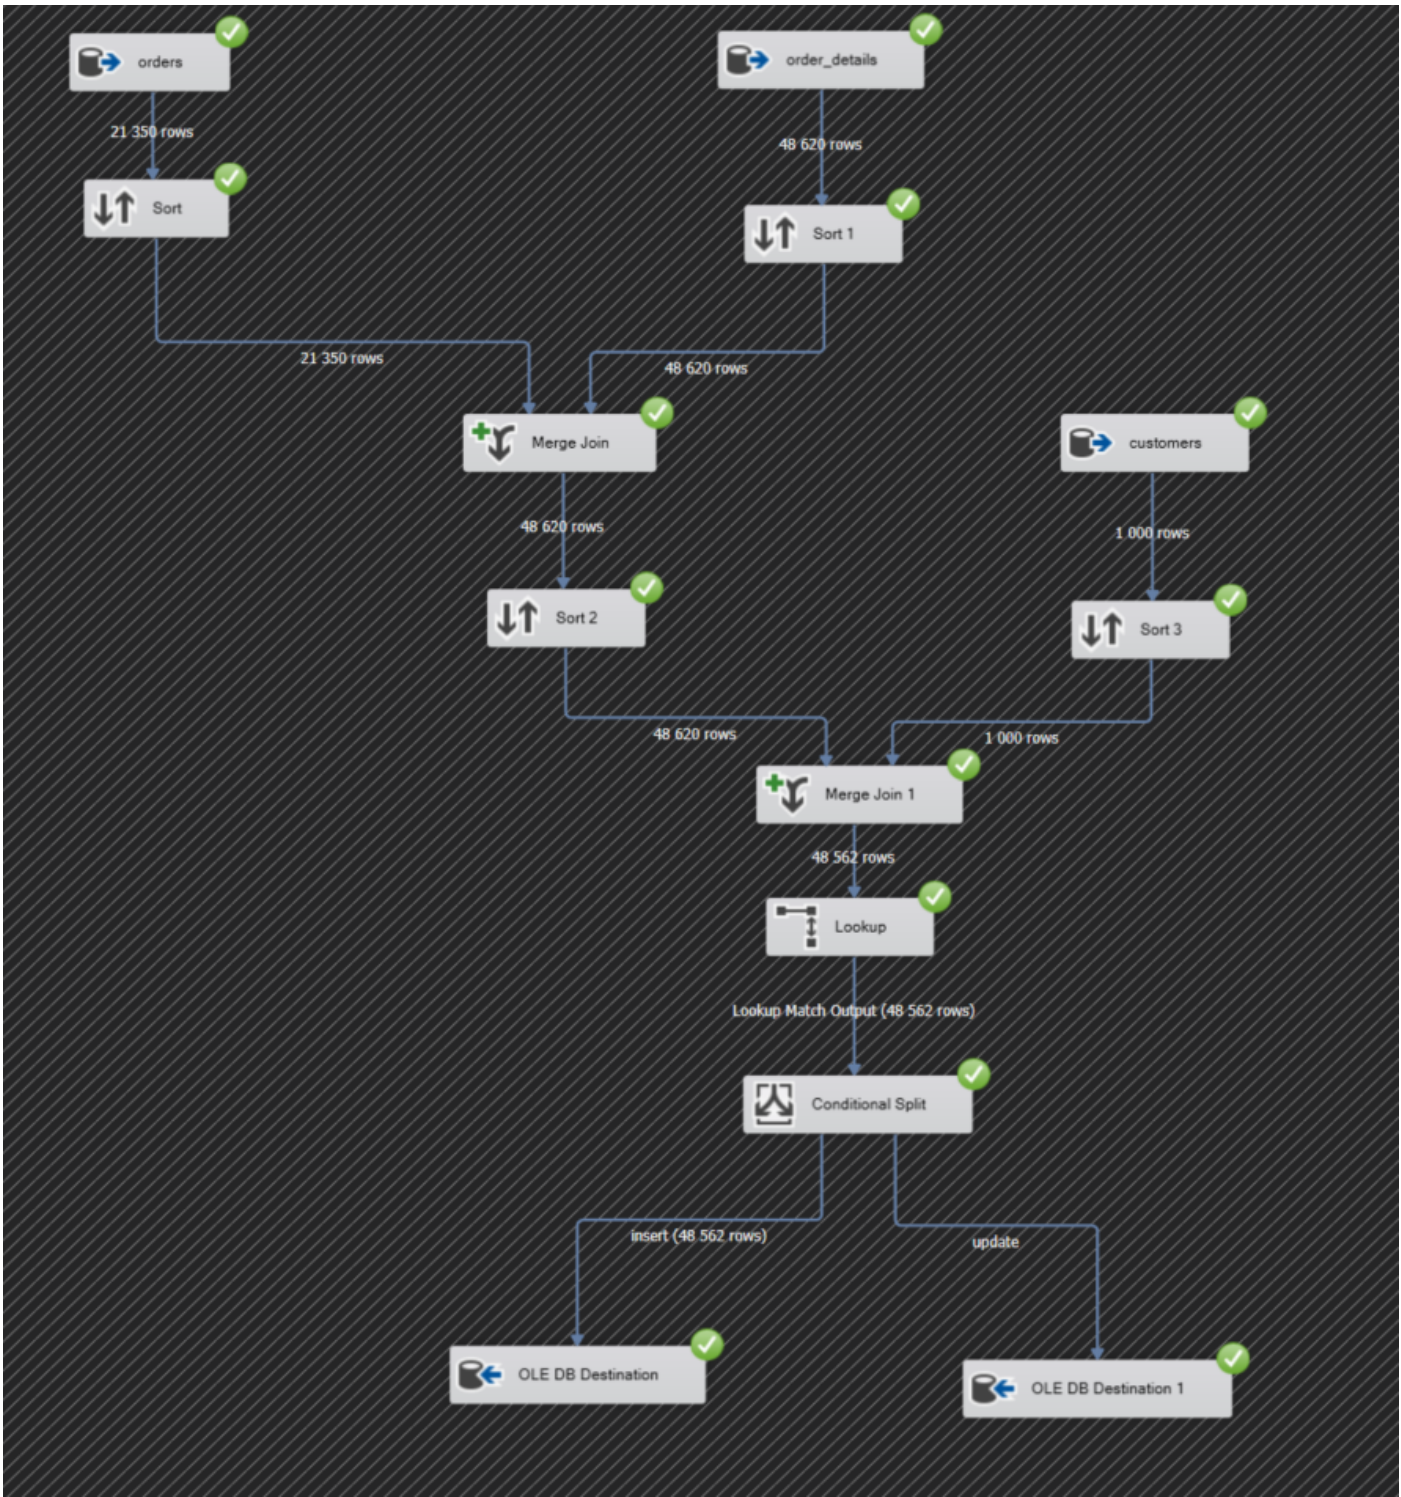 orders
order_details
21 350 rows
48 620 rows
Sort
Sort 1
21 350 rows
48 620 rows
Merge Join
customers
48 620 rows
1 000 rows
Sort 2
Sort 3
48 620 rows
1 000 rows
Merge Join 1
48 562 rows
Lookup
Lookup Match Output (48 562 rows)
Conditional Split
insert (48 562 rows)
update
OLE DB Destination
OLE DB Destination 1